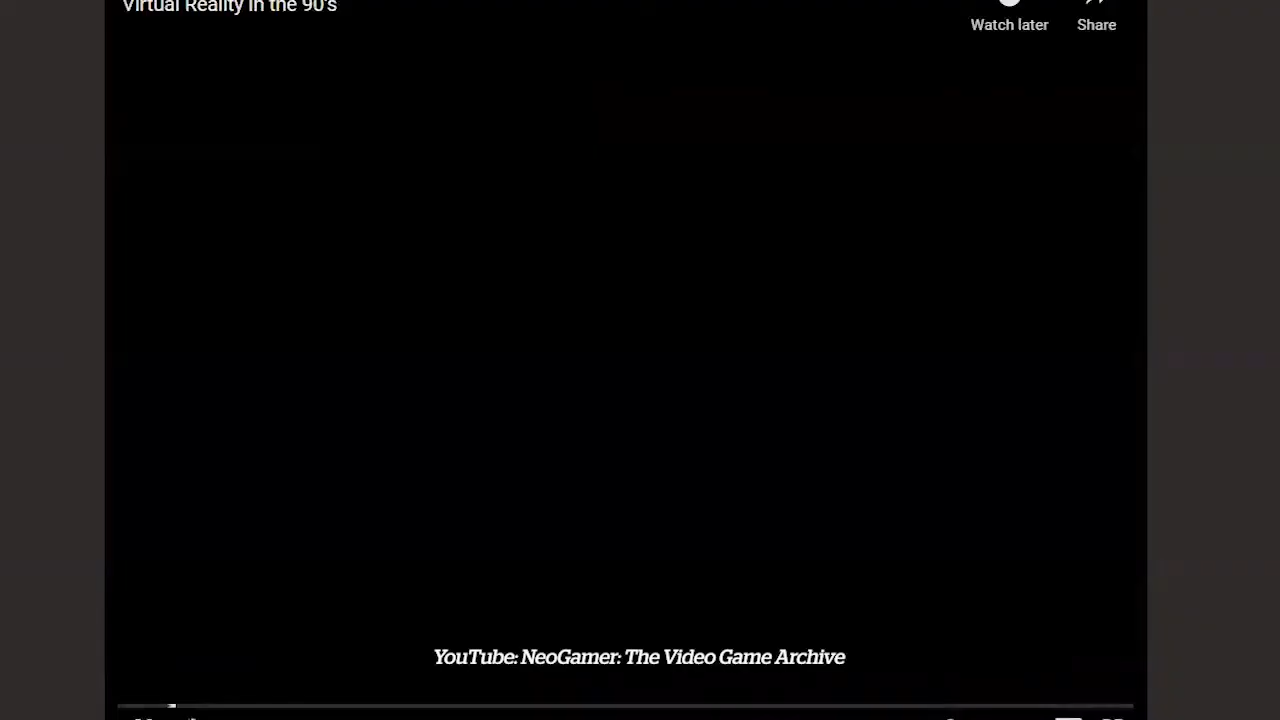 Virtual Reality in the 90's
Watch later
Share
YouTube: NeoGamer: The Video Game Archive